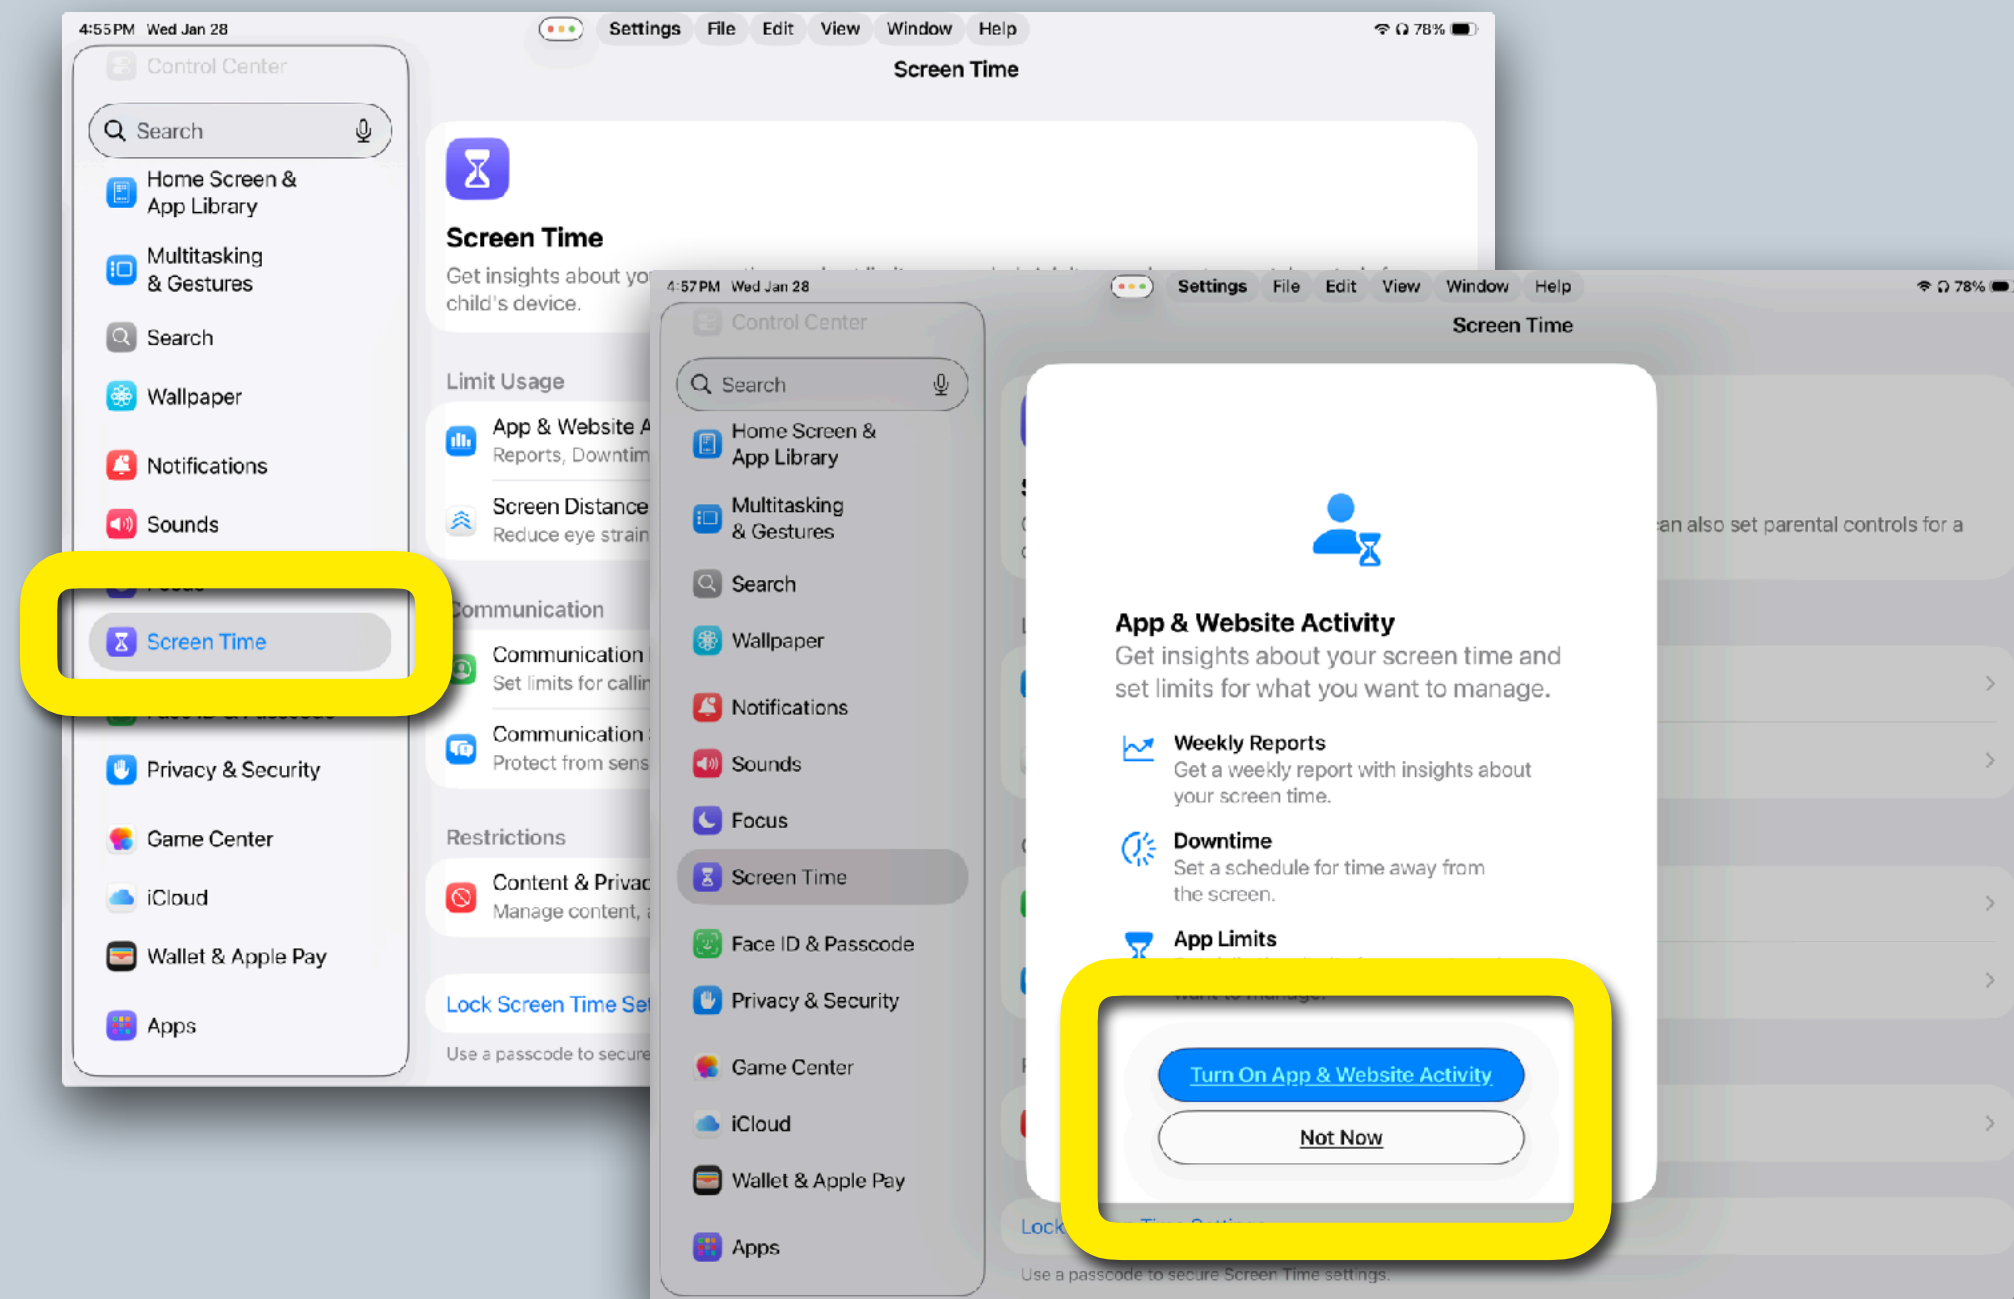 4:55 PM Wed Jan 28
Settings File Edit View Window Help
78%
Screen Time
Control Center
Search
Home Screen &
App Library
Multitasking
& Gestures
Search
Wallpaper
Notifications
Sounds
Screen Time
Privacy & Security
Game Center
iCloud
Wallet & Apple Pay
Apps
Screen Time
Get insights about
child's device.
Limit Usage
App & Website
Reports,
Screen Distance
Reduce eye strain
Communication
Communication
Set limits for
Communication
Protect from
Restrictions
Content &
Manage content,
Lock Screen Time
Use a passcode to secure
4:57 PM Wed Jan 28
Settings File Edit View Window Help
78%
Screen Time
Control Center
Search
Home Screen &
App Library
Multitasking
& Gestures
Search
Wallpaper
Notifications
Sounds
Focus
Screen Time
Face ID & Passcode
Privacy & Security
Game Center
iCloud
Wallet & Apple Pay
Apps
also set parental controls for a
App & Website Activity
Get insights about your screen time and
set limits for what you want to manage.
Weekly Reports
Get a weekly report with insights about
your screen time.
Downtime
Set a schedule for time away from
the screen.
App Limits
want to manage.
Turn On App & Website Activity
Not Now
Lock
Use a passcode to secure Screen Time settings.